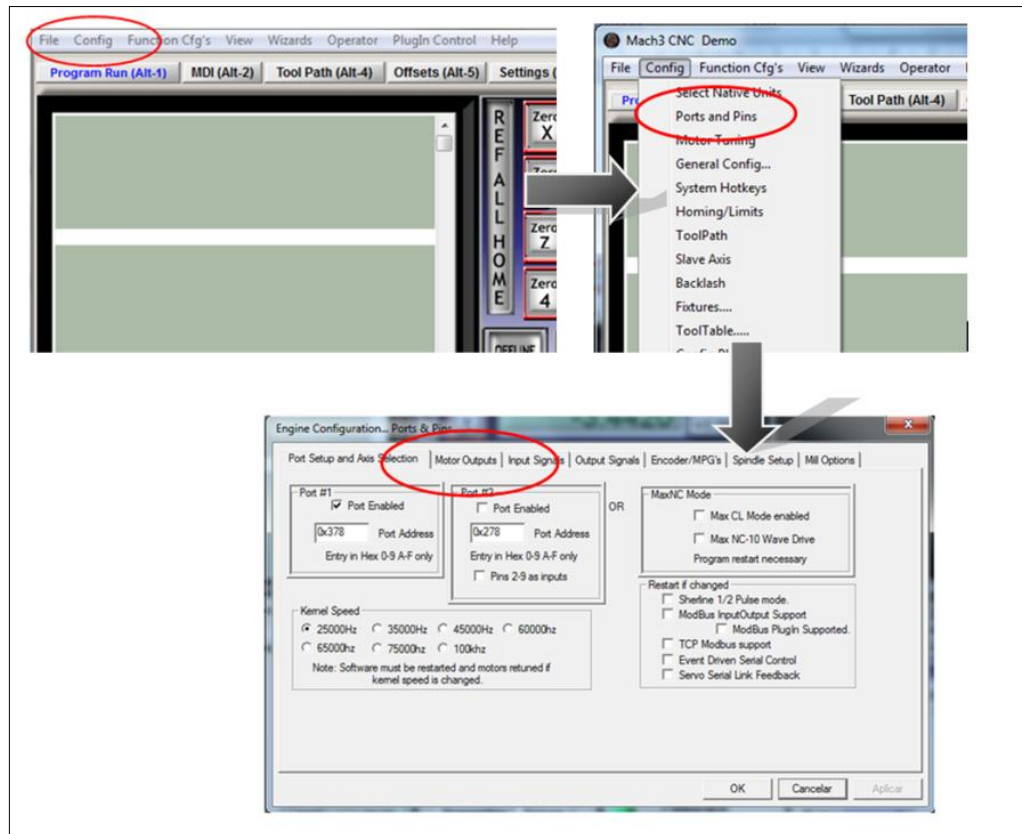 File Config Function Cfg's View Wizards Operator PlugIn Control Help
Program Run (Alt-1) MDI (Alt-2) Tool Path (Alt-4) Offsets (Alt-5) Settings (
REF ALL HOME
Zero
X
Zero
Z
Zero
4
OFFLINE
Mach3 CNC Demo
File Config Function Cfg's View Wizards Operator
Tool Path (Alt-4)
Select Native Units
Ports and Pins
Motor Tuning
General Config...
System Hotkeys
Homing/Limits
ToolPath
Slave Axis
Backlash
Fixtures....
ToolTable.....
Engine Configuration... Ports & Pins
Port Setup and Axis Selection Motor Outputs Input Signals Output Signals Encoder/MPG's Spindle Setup Mill Options
Port #1
Port Enabled
0x378 Port Address
Entry in Hex 0-9 A-F only
Port #2
Port Enabled
0x278 Port Address
Entry in Hex 0-9 A-F only
Pins 2-9 as inputs
OR
MaxNC Mode
Max CL Mode enabled
Max NC-10 Wave Drive
Program restart necessary
Kernel Speed
25000Hz 35000Hz 45000Hz 60000hz
65000hz 75000hz 100khz
Note: Software must be restarted and motors retuned if
kernel speed is changed.
Restart if changed
Sherline 1/2 Pulse mode.
ModBus InputOutput Support
ModBus PlugIn Supported.
TCP Modbus support
Event Driven Serial Control
Servo Serial Link Feedback
OK Cancelar Aplicar